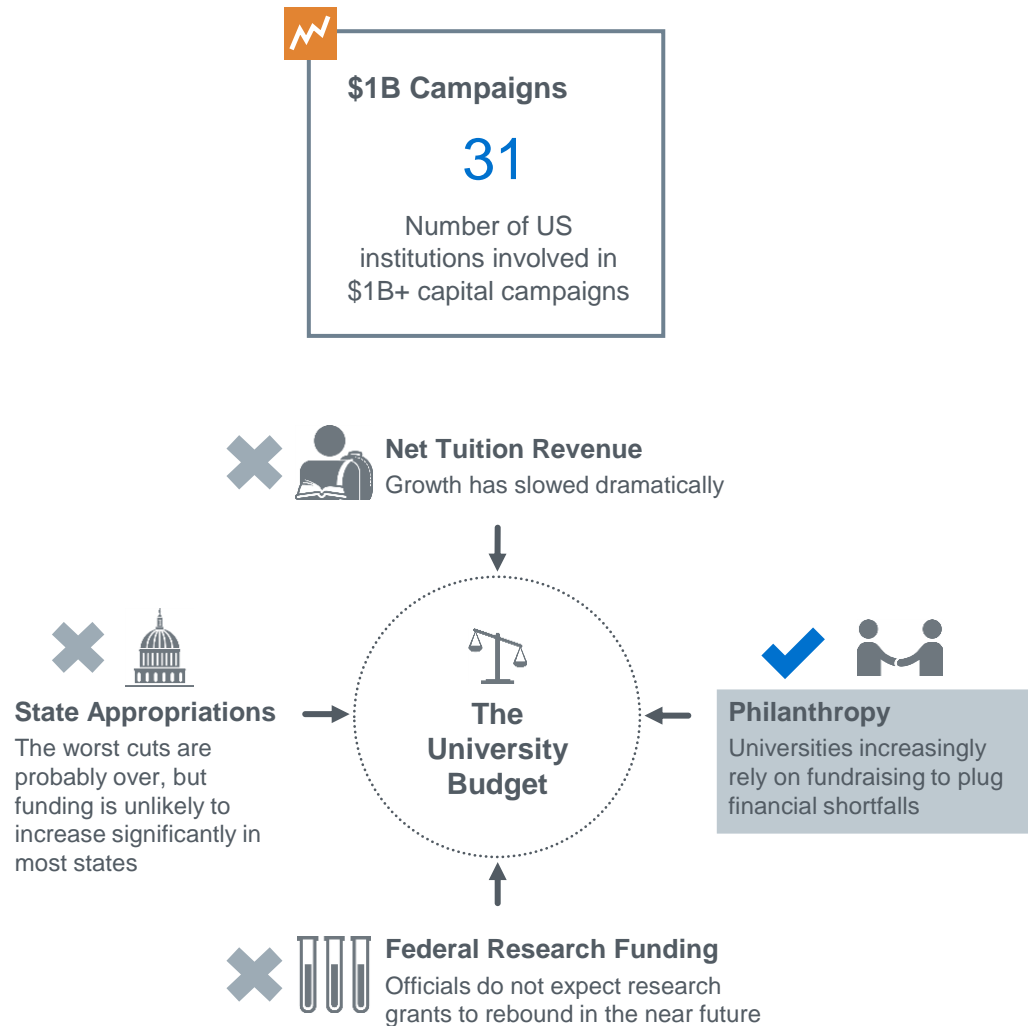 $1B Campaigns
31
Number of US
institutions involved in
$1B+ capital campaigns
Net Tuition Revenue
Growth has slowed dramatically
State Appropriations
The worst cuts are
probably over, but
funding is unlikely to
increase significantly in
most states
The
University
Budget
Philanthropy
Universities increasingly
rely on fundraising to plug
financial shortfalls
Federal Research Funding
Officials do not expect research
grants to rebound in the near future